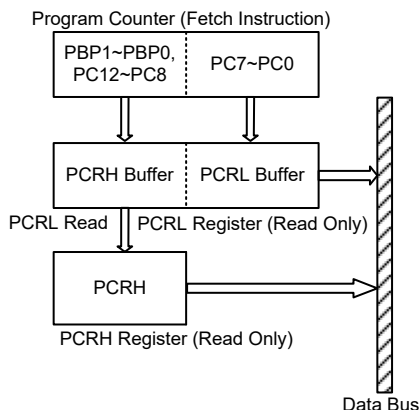 Program Counter (Fetch Instruction)
PBP1~PBP0,
PC12~PC8
PC7~PC0
PCRH Buffer
PCRL Buffer
PCRL Read
PCRL Register (Read Only)
PCRH
PCRH Register (Read Only)
Data Bus